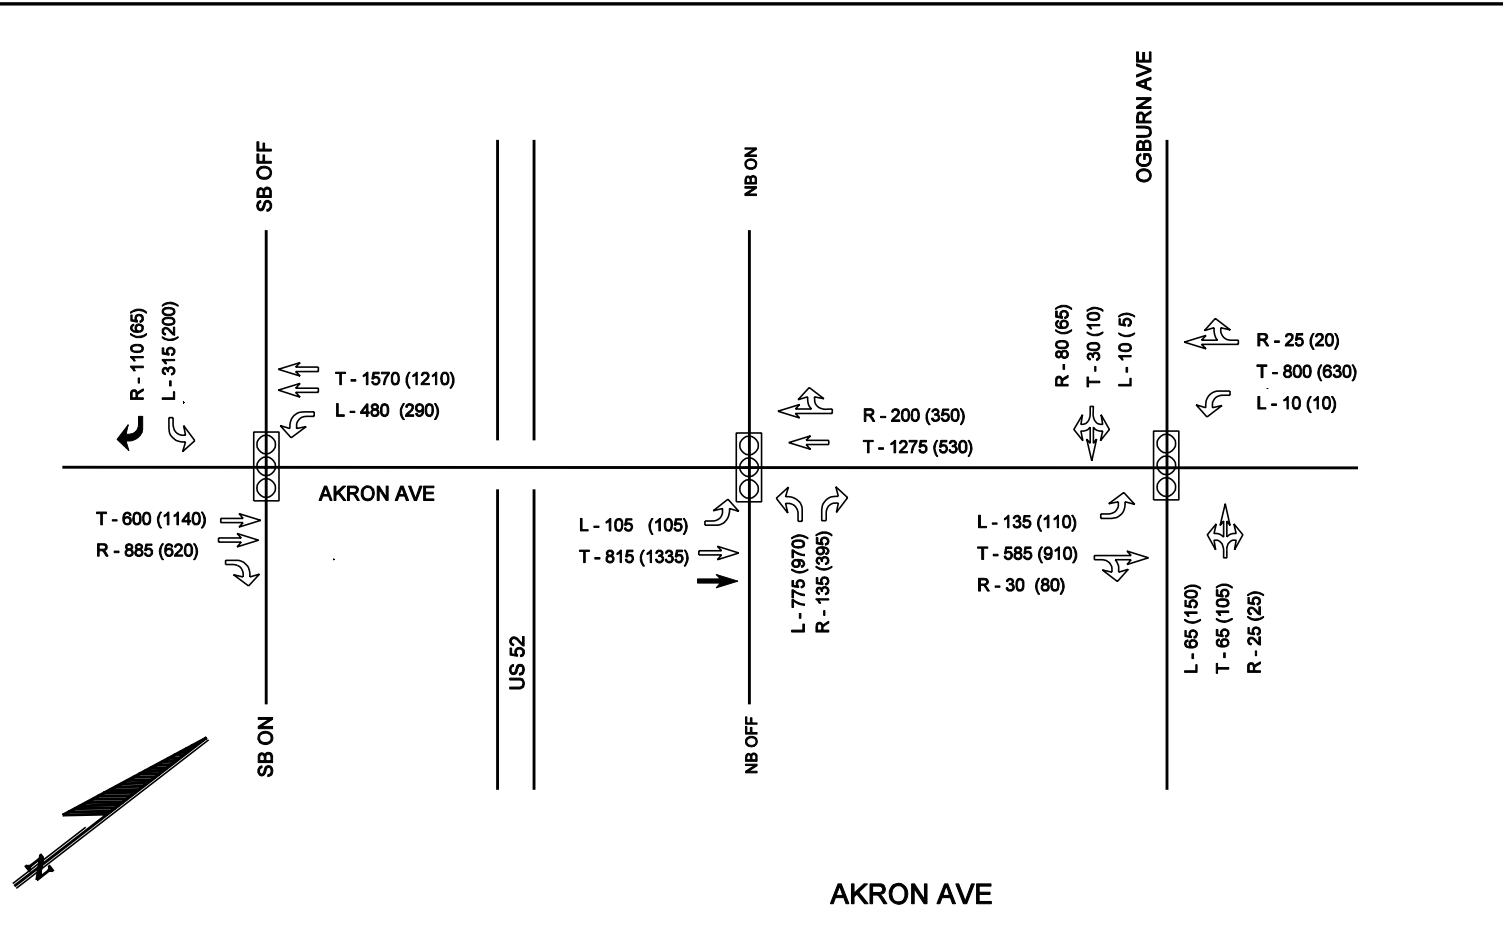 OGBURN AVE
SB OFF
NB ON
R - 110 (65)
L - 315 (200)
T - 1570 (1210)
L - 480 (290)
R - 200 (350)
T - 1275 (530)
R - 80 (65)
T - 30 (10)
L - 10 ( 5)
R - 25 (20)
T - 800 (630)
L - 10 (10)
AKRON AVE
T - 600 (1140)
R - 885 (620)
L - 105 (105)
T - 815 (1335)
L - 775 (970)
R - 135 (395)
L - 135 (110)
T - 585 (910)
R - 30 (80)
L - 65 (150)
T - 65 (105)
R - 25 (25)
US 52
SB ON
NB OFF
N
AKRON AVE